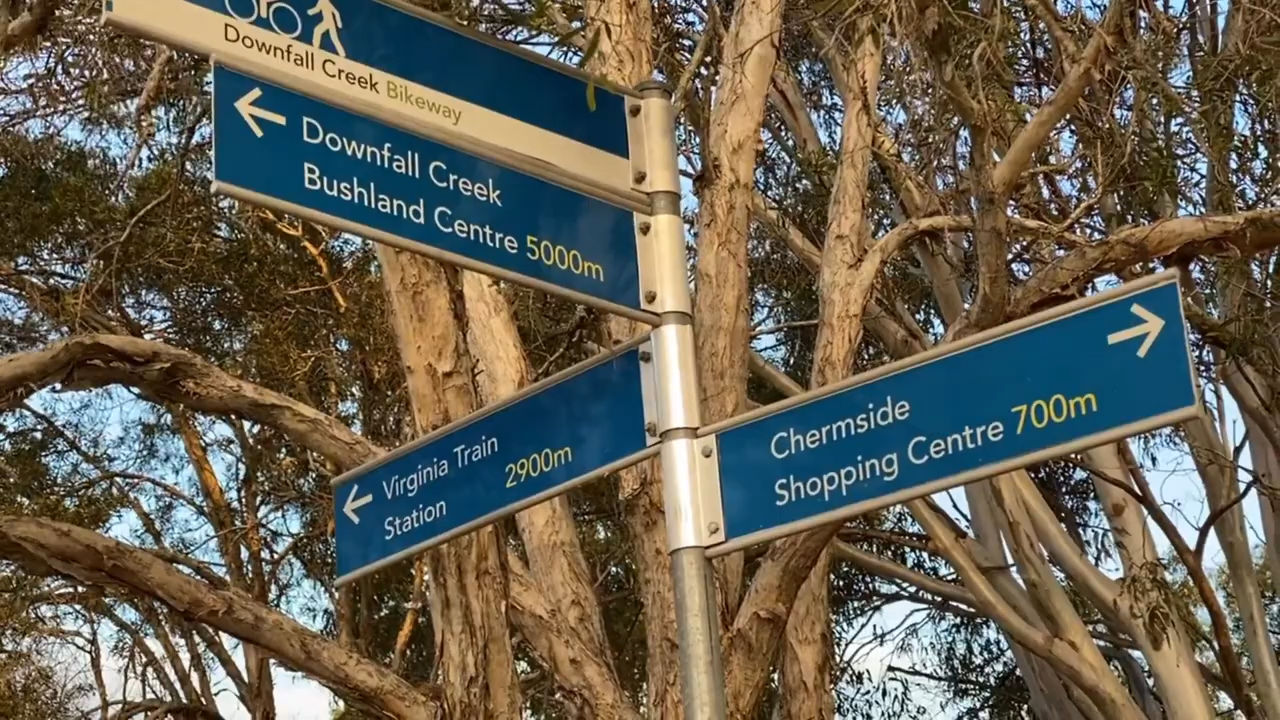 Downfall Creek Bikeway
Downfall Creek
Bushland Centre 5000m
Virginia Train
Station 2900m
Chermside
Shopping Centre 700m